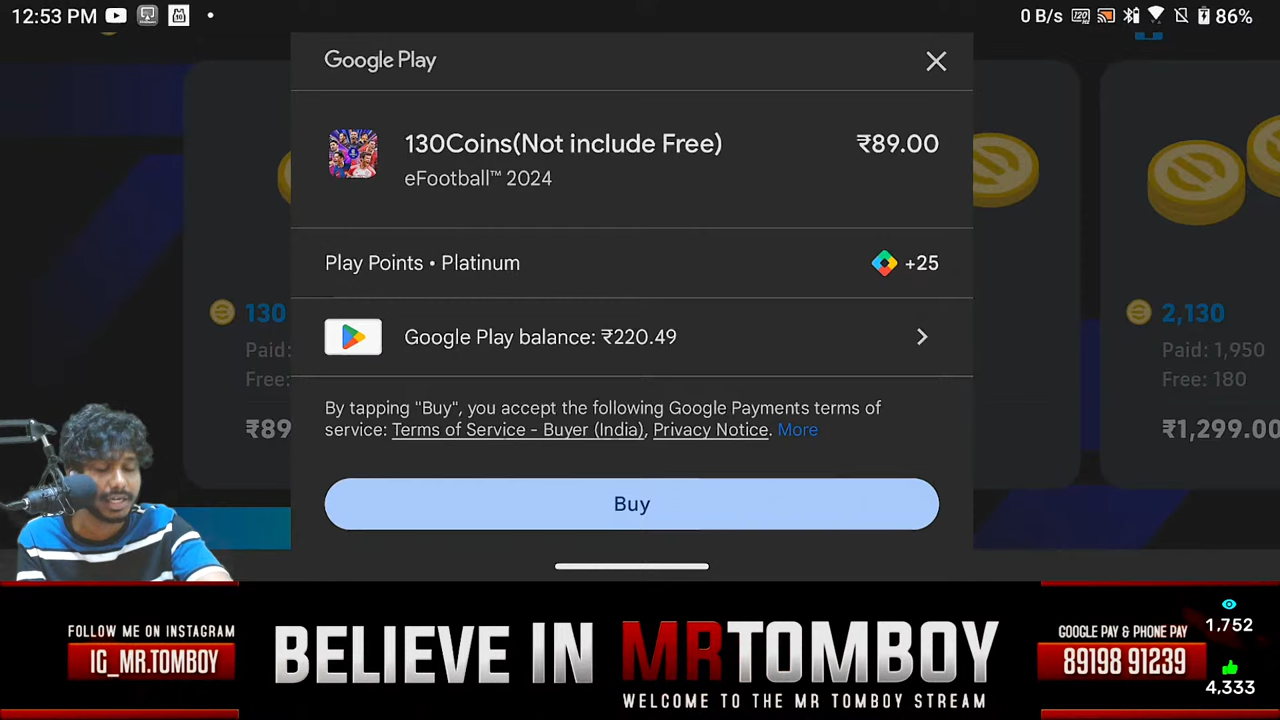 12:53 PM
0 B/s 120Hz 86%
Google Play
130Coins(Not include Free)
₹89.00
eFootball™ 2024
Play Points • Platinum
+25
Google Play balance: ₹220.49
By tapping "Buy", you accept the following Google Payments terms of
service: Terms of Service - Buyer (India), Privacy Notice. More
Buy
130
Paid:
Free:
₹89
2,130
Paid: 1,950
Free: 180
₹1,299.00
FOLLOW ME ON INSTAGRAM
IG_MR.TOMBOY
BELIEVE IN MRTOMBOY
WELCOME TO THE MR TOMBOY STREAM
GOOGLE PAY & PHONE PAY
89198 91239
1,752
4,333